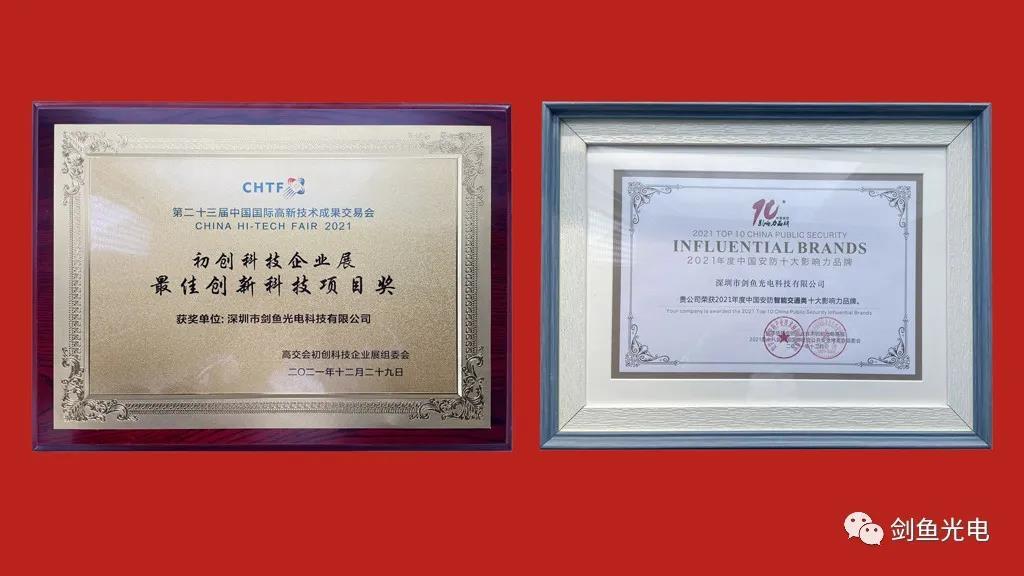 CHTF
第二十三届中国国际高新技术成果交易会
CHINA HI-TECH FAIR 2021
初创科技企业展
最佳创新科技项目奖
获奖单位:深圳市剑鱼光电科技有限公司
高交会初创科技企业展组委会
二〇二一年十二月二十九日
10
影响力品牌
2021 TOP 10 CHINA PUBLIC SECURITY
INFLUENTIAL BRANDS
2021年度中国安防十大影响力品牌
深圳市剑鱼光电科技有限公司
贵公司荣获2021年度中国安防智能交通类十大影响力品牌。
Your company is awarded the 2021 Top 10 China Public Security Influential Brands
剑鱼光电